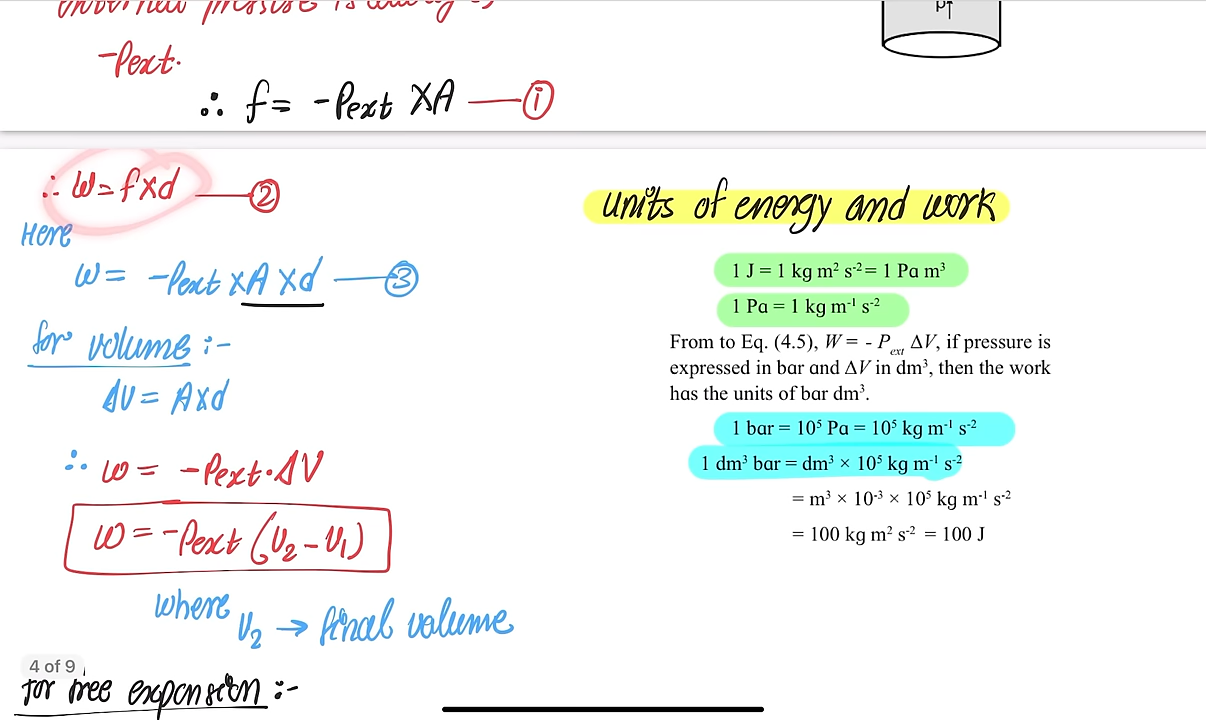 pressure is
-Pext.
∴ f = -Pext X A —— ①
∴ W = f x d —— ②
Here
W = -Pext x A x d —— ③
for volume :-
ΔV = A x d
∴ W = -Pext · ΔV
W = -Pext (V₂ - V₁)
where V₂ → final volume
4 of 9
for free expansion :-
P↑
units of energy and work
1 J = 1 kg m² s⁻² = 1 Pa m³
1 Pa = 1 kg m⁻¹ s⁻²
From to Eq. (4.5), W = - Pₑₓₜ ΔV, if pressure is
expressed in bar and ΔV in dm³, then the work
has the units of bar dm³.
1 bar = 10⁵ Pa = 10⁵ kg m⁻¹ s⁻²
1 dm³ bar = dm³ × 10⁵ kg m⁻¹ s⁻²
= m³ × 10⁻³ × 10⁵ kg m⁻¹ s⁻²
= 100 kg m² s⁻² = 100 J